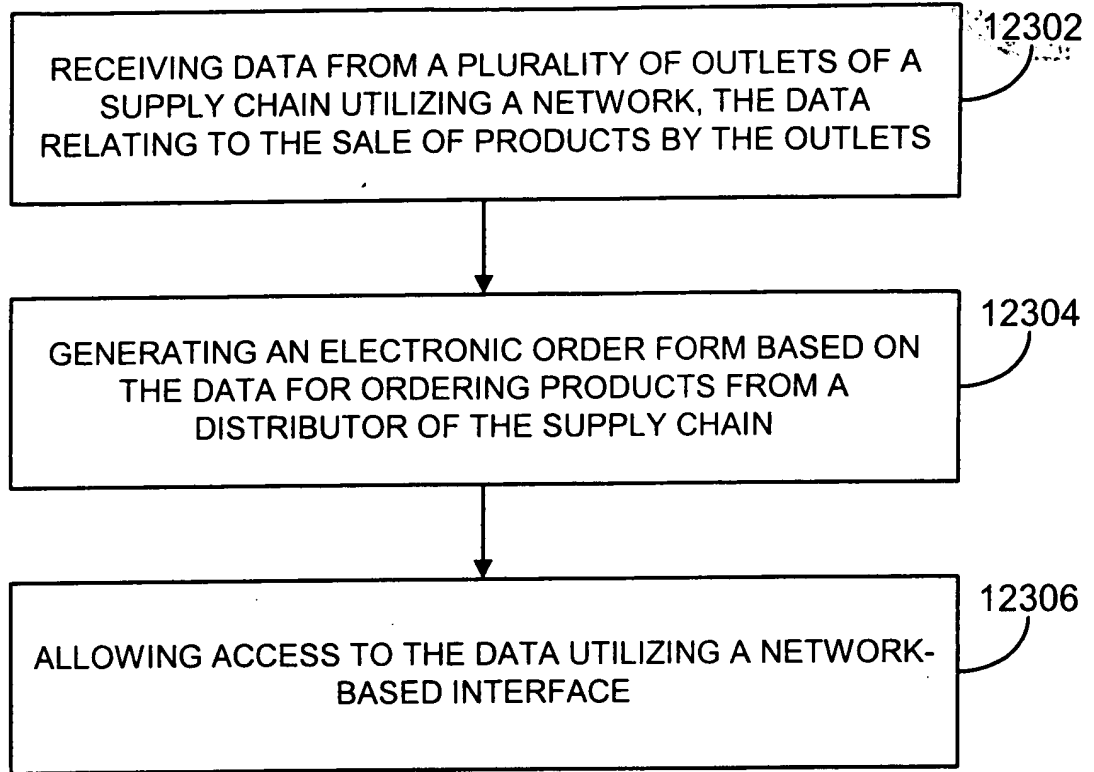 12302
RECEIVING DATA FROM A PLURALITY OF OUTLETS OF A
SUPPLY CHAIN UTILIZING A NETWORK, THE DATA
RELATING TO THE SALE OF PRODUCTS BY THE OUTLETS
12304
GENERATING AN ELECTRONIC ORDER FORM BASED ON
THE DATA FOR ORDERING PRODUCTS FROM A
DISTRIBUTOR OF THE SUPPLY CHAIN
12306
ALLOWING ACCESS TO THE DATA UTILIZING A NETWORK-
BASED INTERFACE